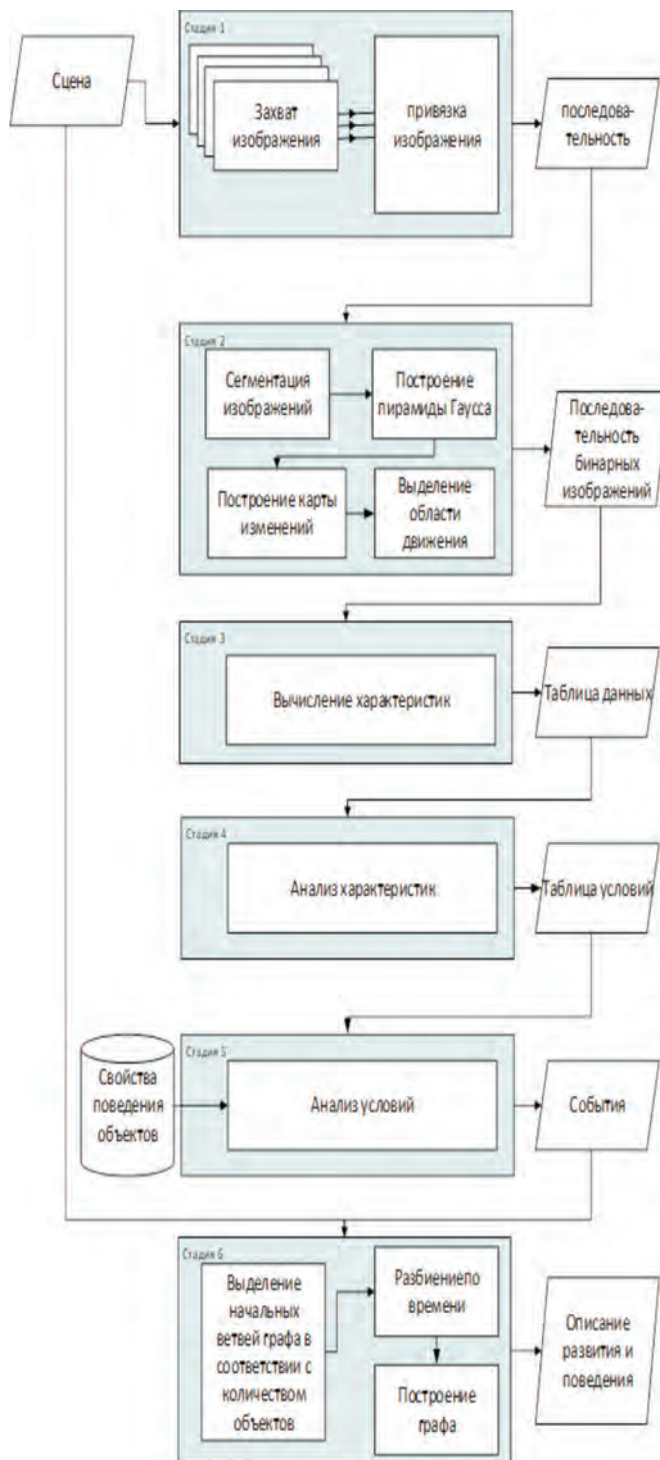 Стадия 1
Сцена
Захват
изображения
привязка
изображения
последова-
тельность
Стадия 2
Сегментация
изображений
Построение
пирамиды Гаусса
Построение карты
изменений
Выделение
области
движения
Последова-
тельность
бинарных
изображений
Стадия 3
Вычисление характеристик
Таблица данных
Стадия 4
Анализ характеристик
Таблица условий
Стадия 5
Свойства
поведения
объектов
Анализ условий
События
Стадия 6
Выделение
начальных
ветвей графа в
соответствии с
количеством
объектов
Разбиениепо
времени
Построение
графа
Описание
развития и
поведения